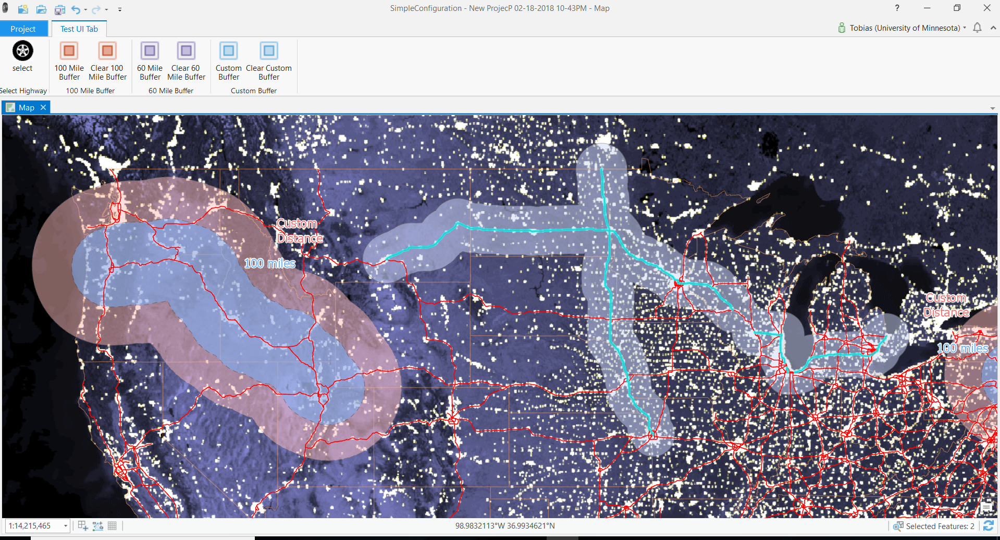 SimpleConfiguration - New ProjecP 02-18-2018 10-43PM - Map
?
Project
Test UI Tab
Tobias (University of Minnesota)
select
100 Mile
Buffer
Clear 100
Mile Buffer
60 Mile
Buffer
Clear 60
Mile Buffer
Custom
Buffer
Clear Custom
Buffer
Select Highway
100 Mile Buffer
60 Mile Buffer
Custom Buffer
Map
Custom
Distance
100 miles
Custom
Distance
100 miles
1:14,215,465
98.9832113°W 36.9934621°N
Selected Features: 2